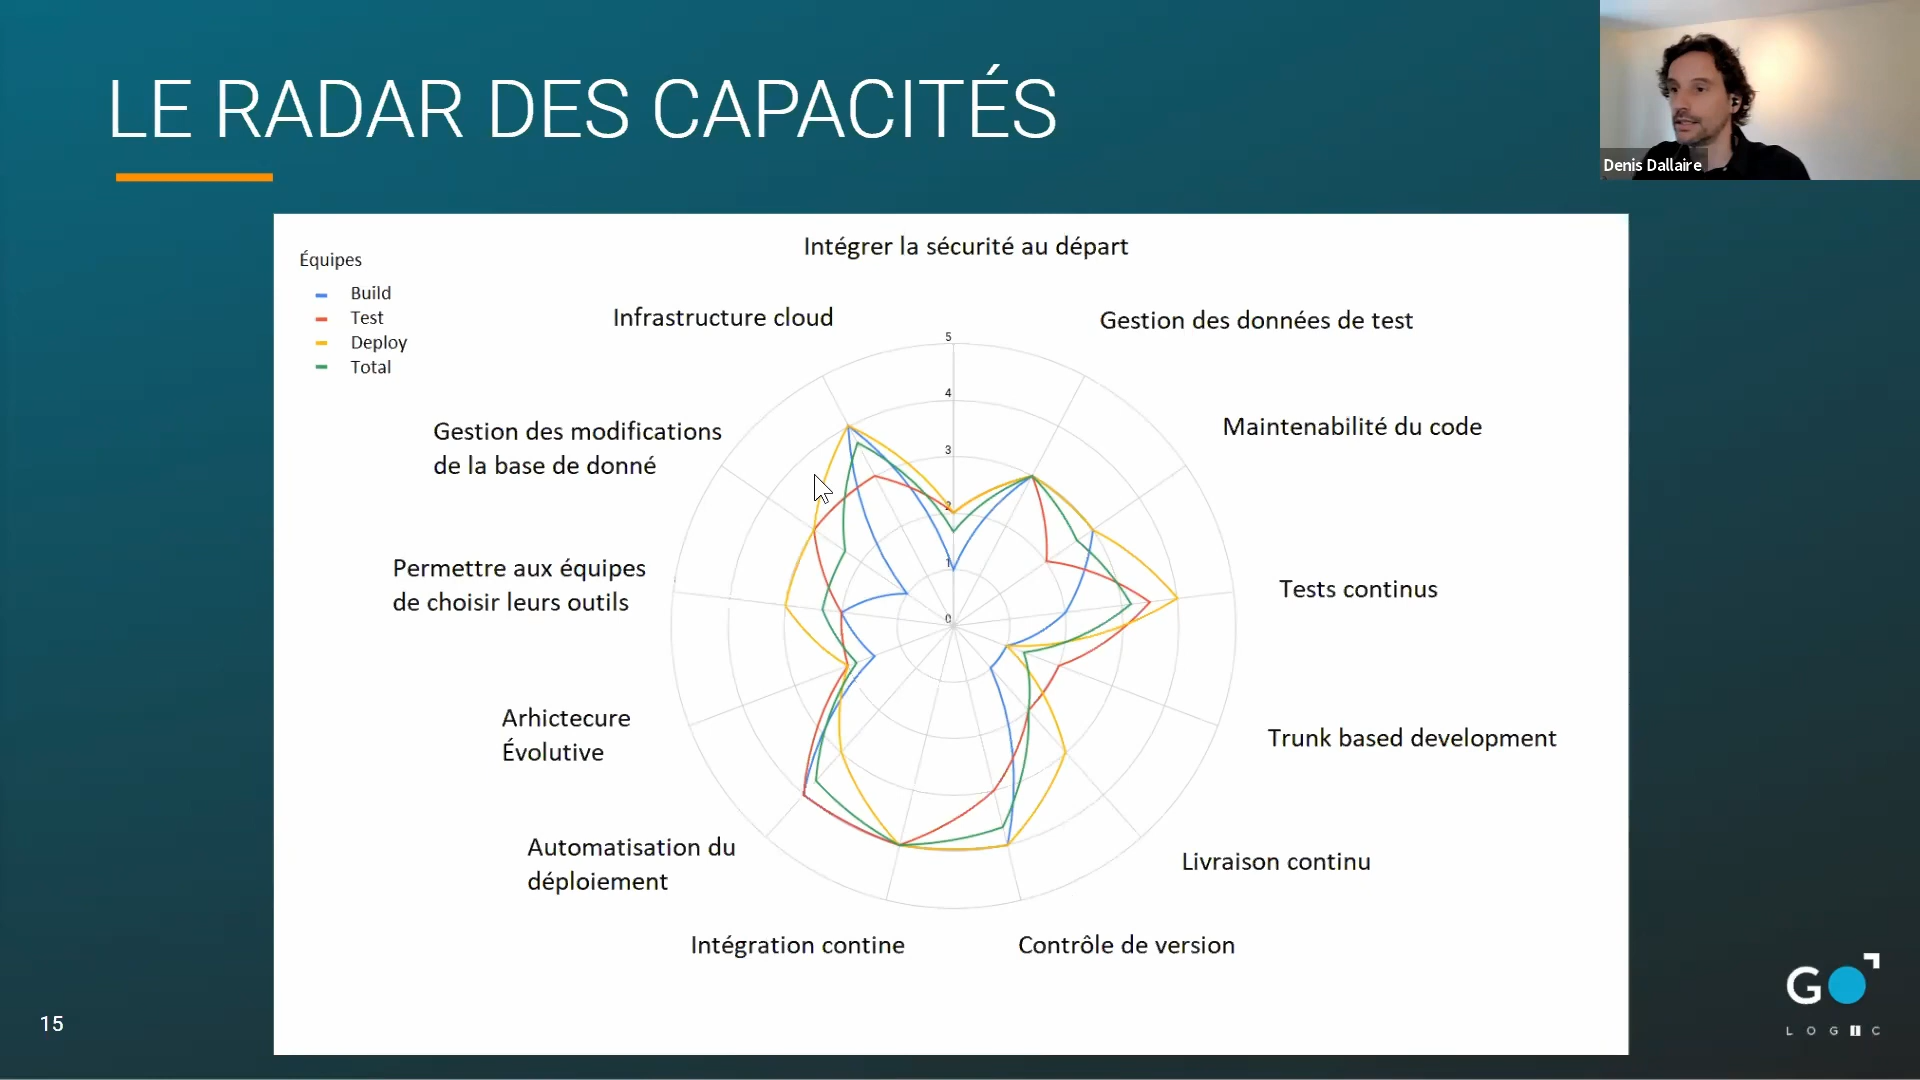 LE RADAR DES CAPACITÉS
Denis Dallaire
Équipes
Build
Test
Deploy
Total
Intégrer la sécurité au départ
Infrastructure cloud
Gestion des données de test
5
4
3
2
1
0
Gestion des modifications
de la base de donné
Maintenabilité du code
Permettre aux équipes
de choisir leurs outils
Tests continus
Arhictecure
Évolutive
Trunk based development
Automatisation du
déploiement
Livraison continu
Intégration contine
Contrôle de version
GO
LOGIC
15